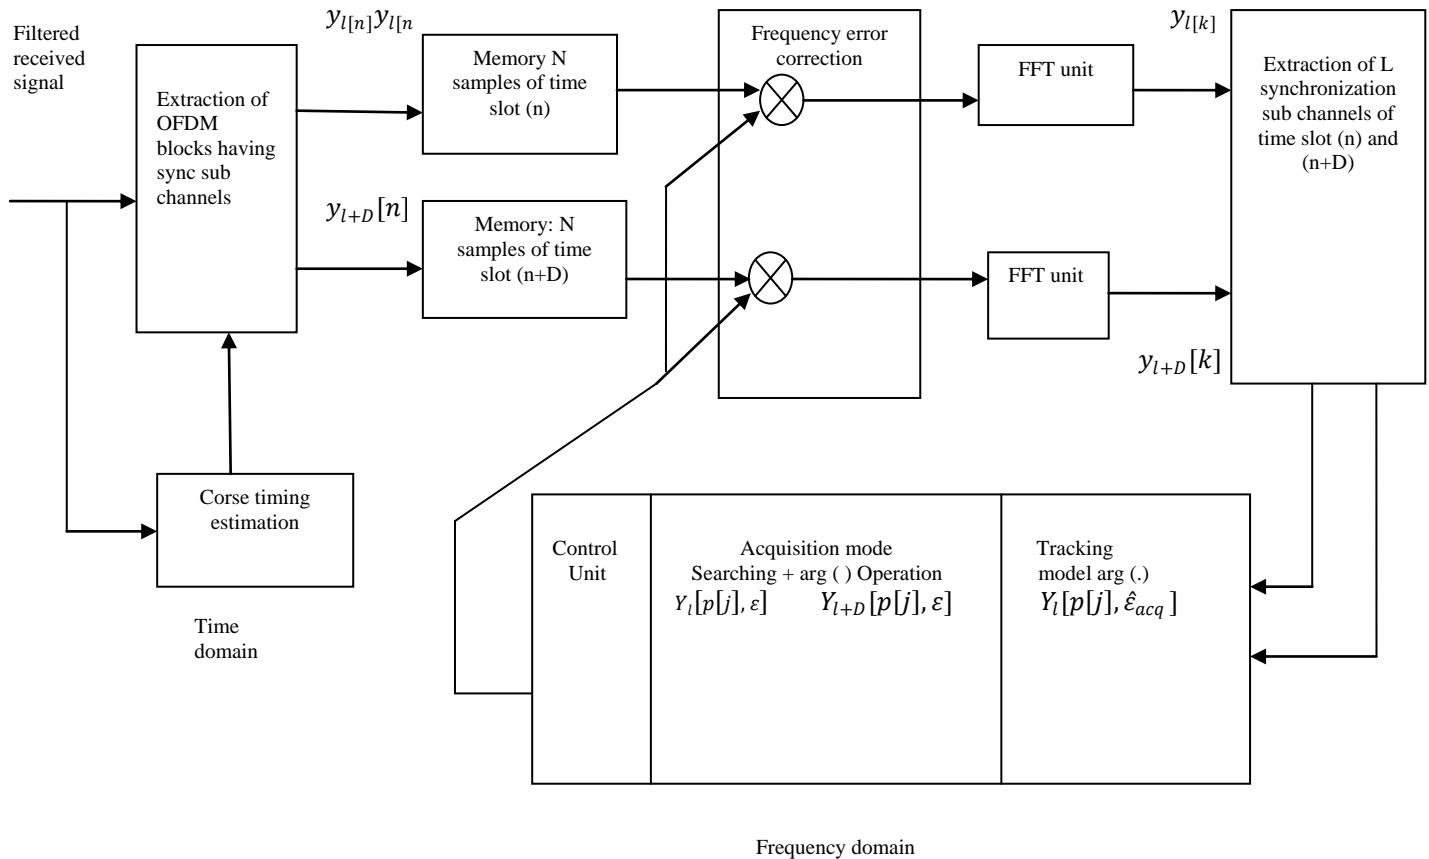 Filtered
received
signal
Extraction of
OFDM
blocks having
sync sub
channels
y_{l[n]}y_{l[n}
Memory N
samples of time
slot (n)
y_{l+D}[n]
Memory: N
samples of time
slot (n+D)
Frequency error
correction
FFT unit
FFT unit
y_{l[k]}
y_{l+D}[k]
Extraction of L
synchronization
sub channels of
time slot (n) and
(n+D)
Corse timing
estimation
Time
domain
Control
Unit
Acquisition mode
Searching + arg ( ) Operation
Y_l[p[j], ε] Y_{l+D}[p[j], ε]
Tracking
model arg (.)
Y_l[p[j], ε̂_{acq}]
Frequency domain